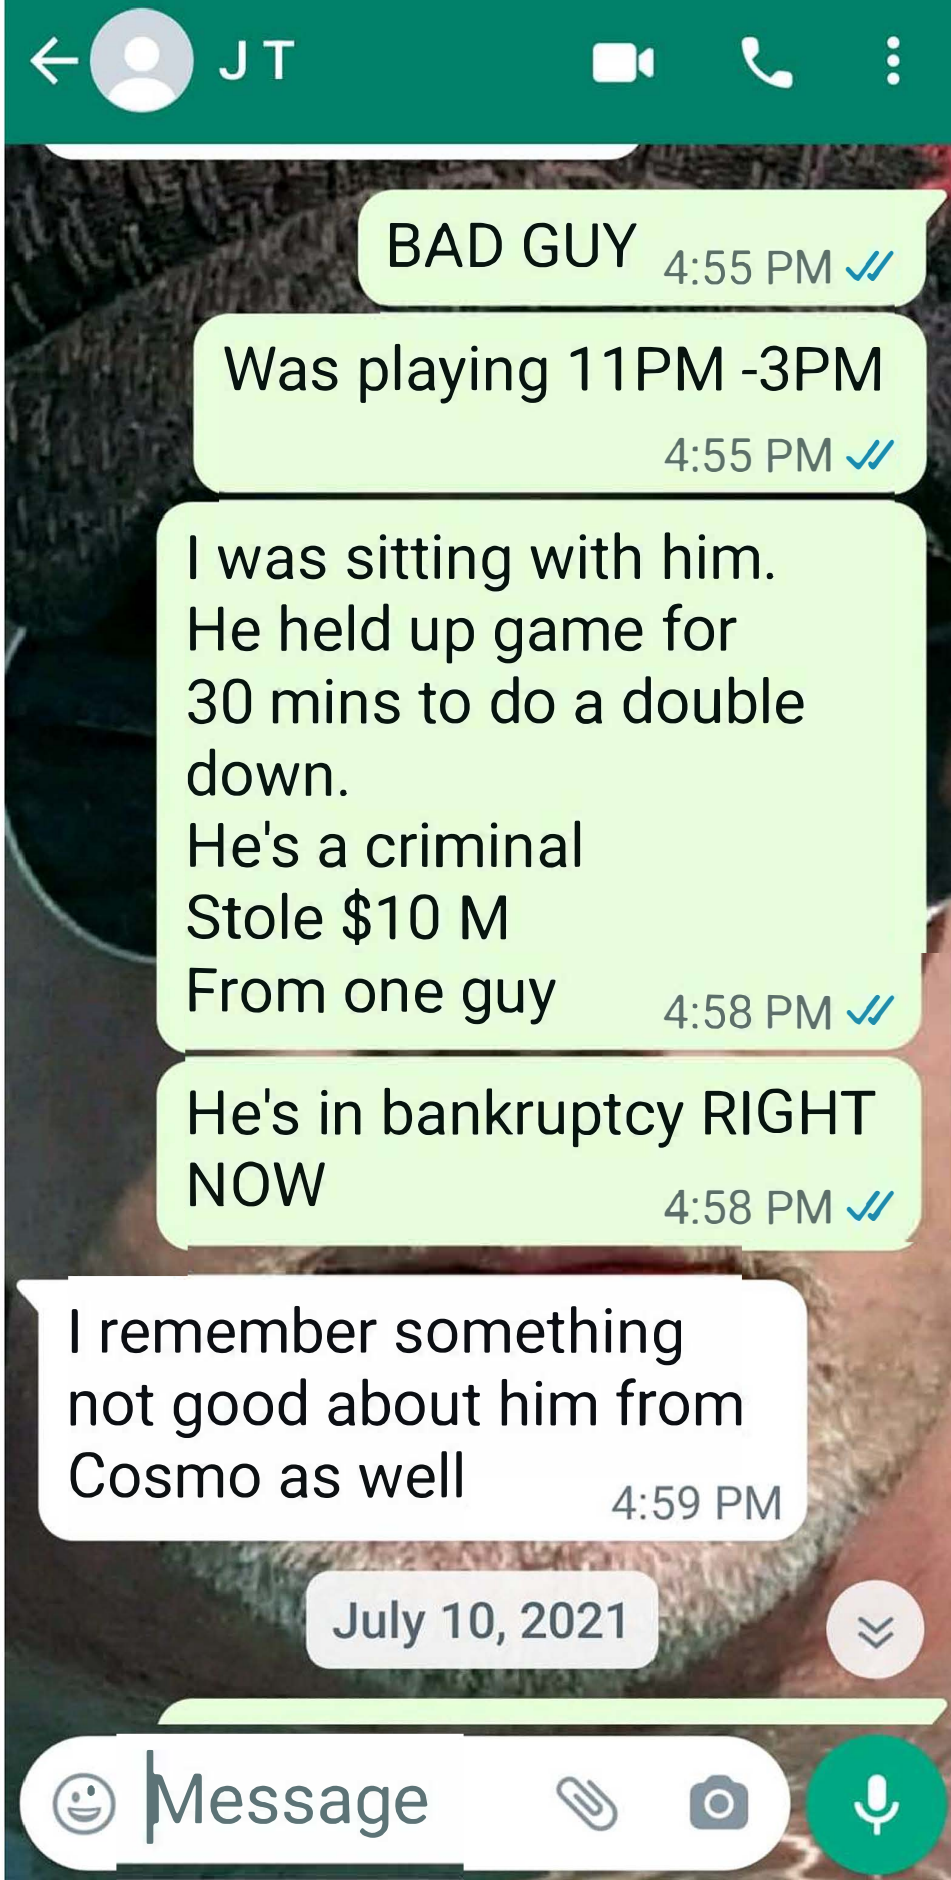 J T
BAD GUY 4:55 PM
Was playing 11PM -3PM
4:55 PM
I was sitting with him.
He held up game for
30 mins to do a double
down.
He's a criminal
Stole $10 M
From one guy 4:58 PM
He's in bankruptcy RIGHT
NOW 4:58 PM
I remember something
not good about him from
Cosmo as well 4:59 PM
July 10, 2021
Message